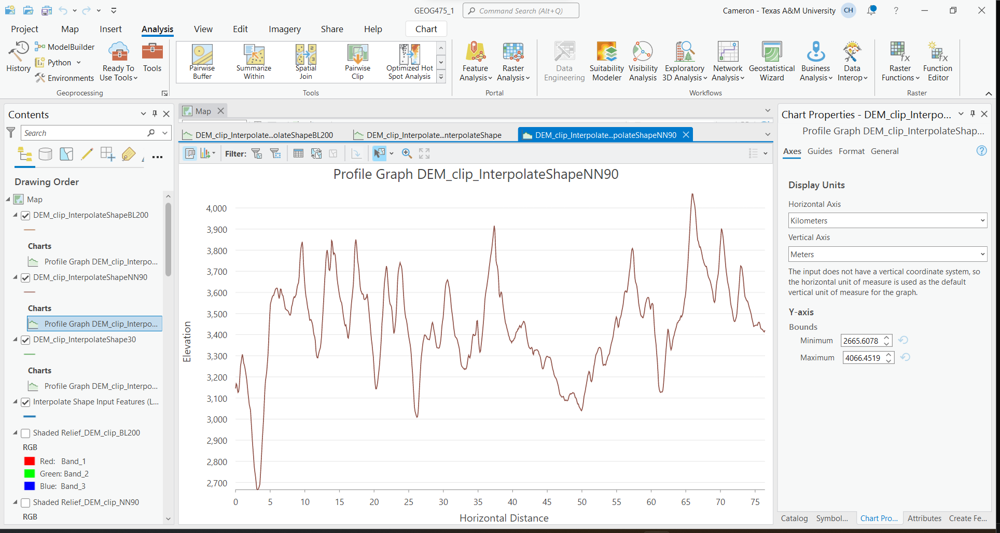 GEOG475_1
Command Search (Alt+Q)
Cameron - Texas A&M University
CH
?
Project
Map
Insert
Analysis
View
Edit
Imagery
Share
Help
Chart
History
ModelBuilder
Python
Environments
Ready To
Use Tools
Tools
Geoprocessing
Pairwise
Buffer
Summarize
Within
Spatial
Join
Pairwise
Clip
Optimized Hot
Spot Analysis
Tools
Feature
Analysis
Raster
Analysis
Portal
Data
Engineering
Suitability
Modeler
Visibility
Analysis
Exploratory
3D Analysis
Network
Analysis
Geostatistical
Wizard
Business
Analysis
Data
Interop
Workflows
Raster
Functions
Function
Editor
Raster
Contents
Search
Drawing Order
Map
DEM_clip_InterpolateShapeBL200
Charts
Profile Graph DEM_clip_Interpo...
DEM_clip_InterpolateShapeNN90
Charts
Profile Graph DEM_clip_Interpo...
DEM_clip_InterpolateShape30
Charts
Profile Graph DEM_clip_Interpo...
Interpolate Shape Input Features (L...
Shaded Relief_DEM_clip_BL200
RGB
Red: Band_1
Green: Band_2
Blue: Band_3
Shaded Relief_DEM_clip_NN90
RGB
Map
DEM_clip_Interpolate...olateShapeBL200
DEM_clip_Interpolate...nterpolateShape
DEM_clip_Interpolate...polateShapeNN90
Filter:
Profile Graph DEM_clip_InterpolateShapeNN90
4,000
3,900
3,800
3,700
3,600
3,500
3,400
3,300
3,200
3,100
3,000
2,900
2,800
2,700
Elevation
0 5 10 15 20 25 30 35 40 45 50 55 60 65 70 75
Horizontal Distance
Chart Properties - DEM_clip_Interpo...
Profile Graph DEM_clip_InterpolateShap...
Axes
Guides
Format
General
?
Display Units
Horizontal Axis
Kilometers
Vertical Axis
Meters
The input does not have a vertical coordinate system, so
the horizontal unit of measure is used as the default
vertical unit of measure for the graph.
Y-axis
Bounds
Minimum 2665.6078
Maximum 4066.4519
Catalog
Symbol...
Chart Pro...
Attributes
Create Fe...